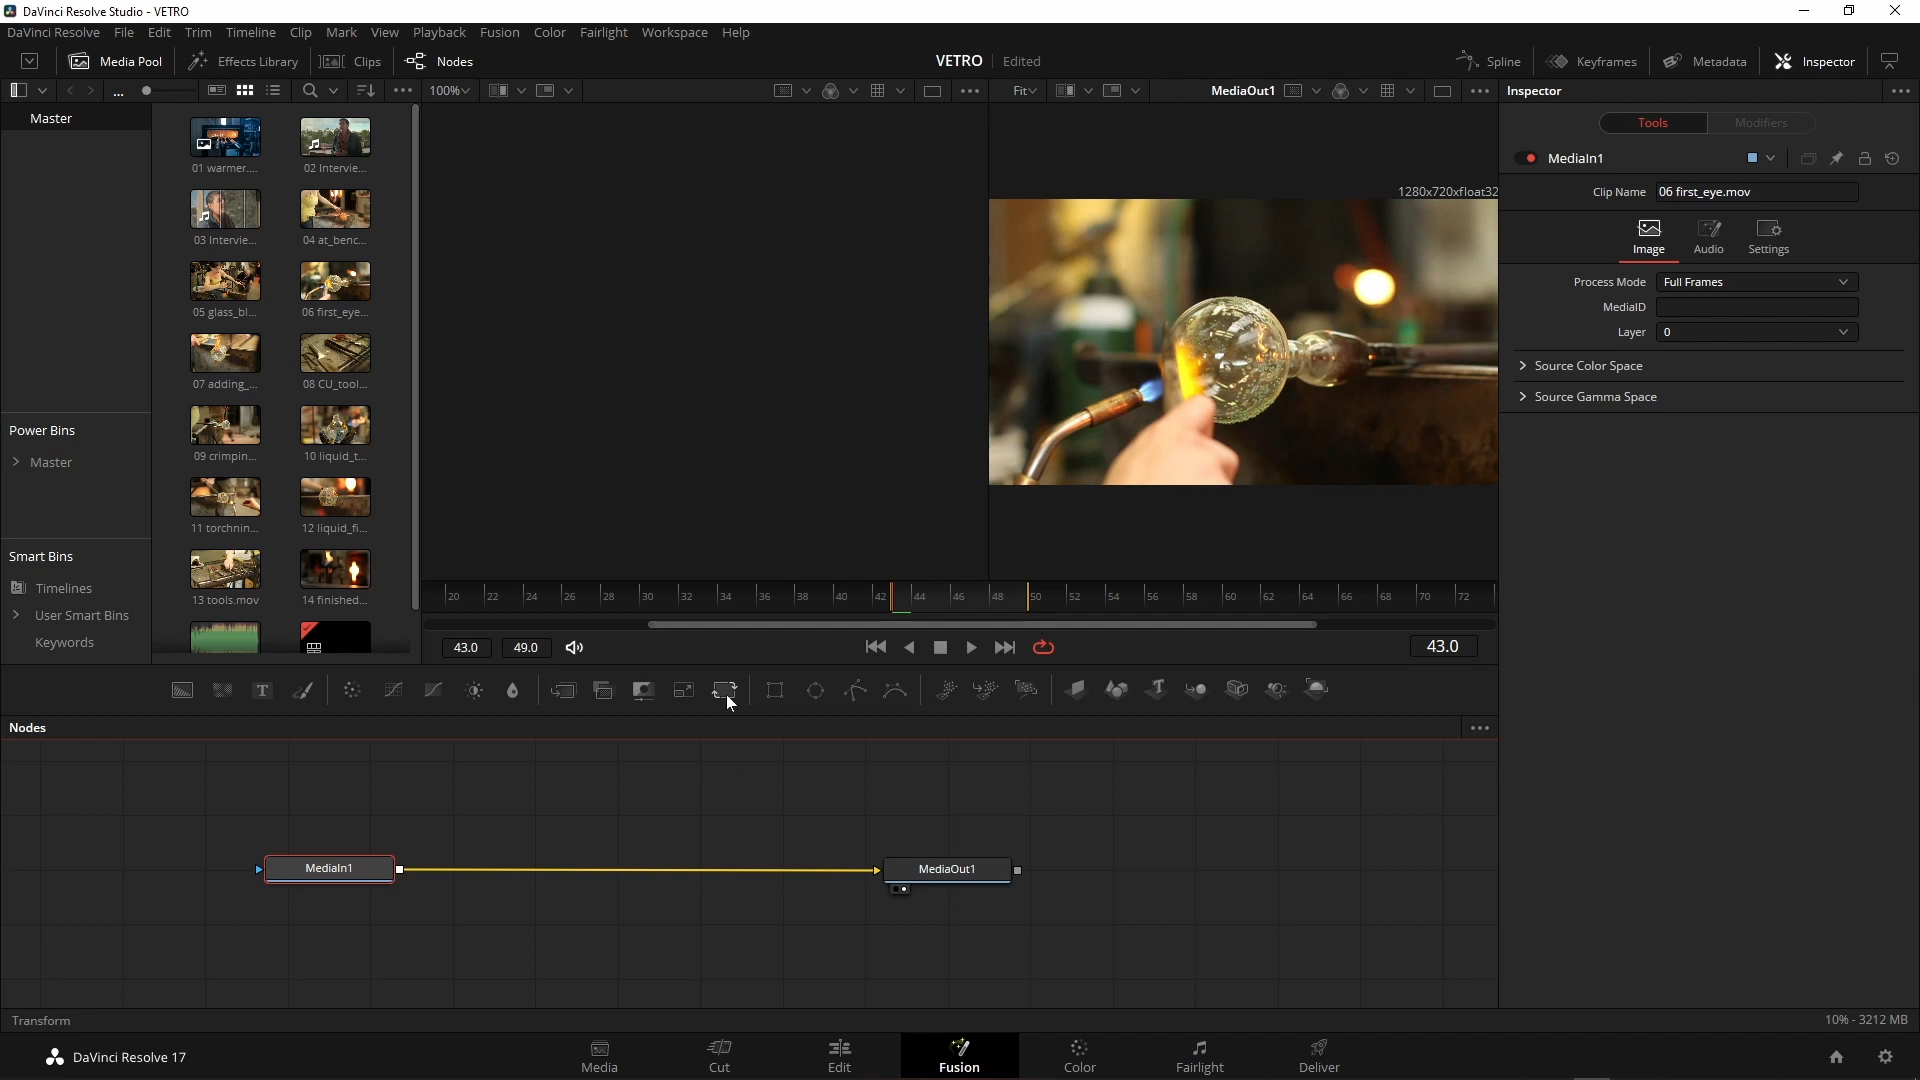 DaVinci Resolve Studio - VETRO
DaVinci Resolve File Edit Trim Timeline Clip Mark View Playback Fusion Color Fairlight Workspace Help
Media Pool Effects Library Clips Nodes VETRO Edited Spline Keyframes Metadata Inspector
... 100% Fit MediaOut1 Inspector
Master
01 warmer.... 02 Intervie...
03 Intervie... 04 at_benc...
05 glass_bl... 06 first_eye...
07 adding_... 08 CU_tool...
09 crimpin... 10 liquid_t...
11 torchnin... 12 liquid_fi...
13 tools.mov 14 finished...
Power Bins
Master
Smart Bins
Timelines
User Smart Bins
Keywords
1280x720xfloat32
Tools Modifiers
MediaIn1
Clip Name 06 first_eye.mov
Image Audio Settings
Process Mode Full Frames
MediaID
Layer 0
Source Color Space
Source Gamma Space
20 22 24 26 28 30 32 34 36 38 40 42 44 46 48 50 52 54 56 58 60 62 64 66 68 70 72
43.0 49.0 43.0
Nodes
MediaIn1 MediaOut1
Transform 10% - 3212 MB
DaVinci Resolve 17 Media Cut Edit Fusion Color Fairlight Deliver